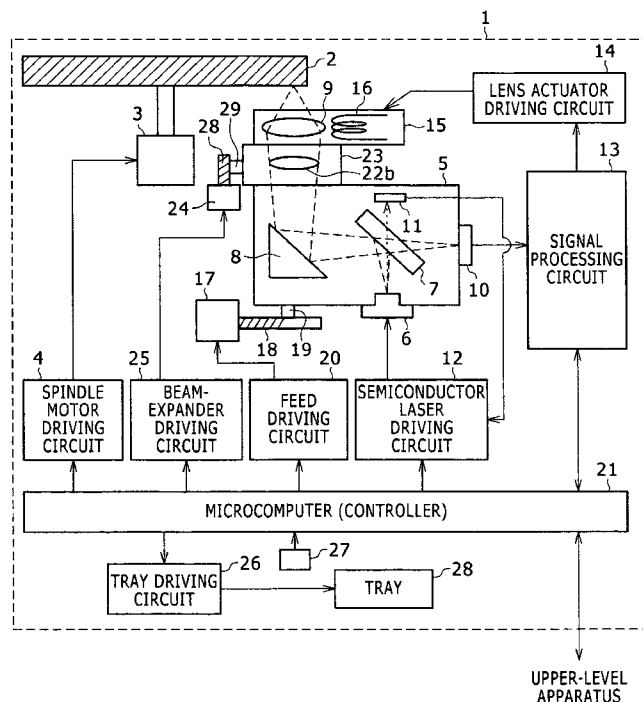 1
2
14
LENS ACTUATOR
DRIVING CIRCUIT
3
28
29
9
16
15
23
22b
5
13
24
11
SIGNAL
PROCESSING
CIRCUIT
8
7
10
17
19
18
6
4
25
20
12
SPINDLE
MOTOR
DRIVING
CIRCUIT
BEAM-
EXPANDER
DRIVING
CIRCUIT
FEED
DRIVING
CIRCUIT
SEMICONDUCTOR
LASER
DRIVING
CIRCUIT
21
MICROCOMPUTER (CONTROLLER)
26
27
28
TRAY DRIVING
CIRCUIT
TRAY
UPPER-LEVEL
APPARATUS